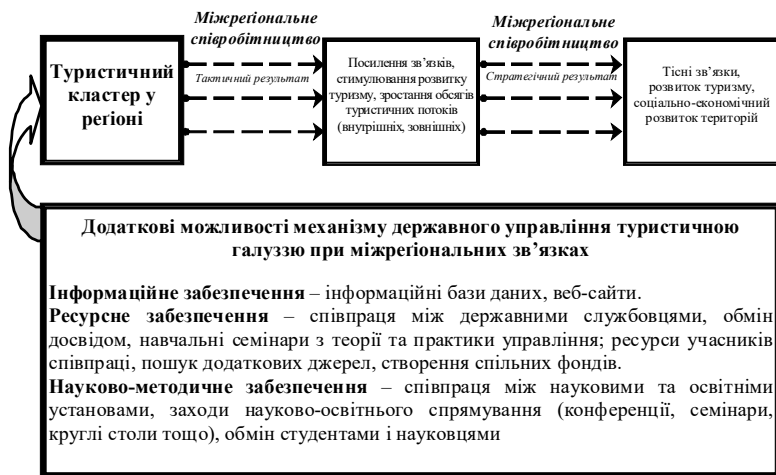 Міжрегіональне
співробітництво
Міжрегіональне
співробітництво
Туристичний
кластер у
регіоні
Тактичний результат
Посилення зв’язків,
стимулювання розвитку
туризму, зростання обсягів
туристичних потоків
(внутрішніх, зовнішніх)
Стратегічний результат
Тісні зв’язки,
розвиток туризму,
соціально-економічний
розвиток територій
Додаткові можливості механізму державного управління туристичною
галуззю при міжрегіональних зв’язках
Інформаційне забезпечення – інформаційні бази даних, веб-сайти.
Ресурсне забезпечення – співпраця між державними службовцями, обмін
досвідом, навчальні семінари з теорії та практики управління; ресурси учасників
співпраці, пошук додаткових джерел, створення спільних фондів.
Науково-методичне забезпечення – співпраця між науковими та освітніми
установами, заходи науково-освітнього спрямування (конференції, семінари,
круглі столи тощо), обмін студентами і науковцями